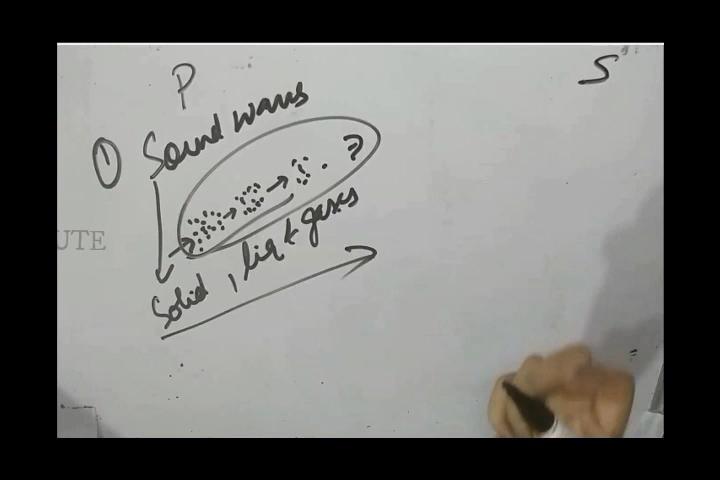 P
S
① Sound waves
?
Solid, liq & gases
UTE